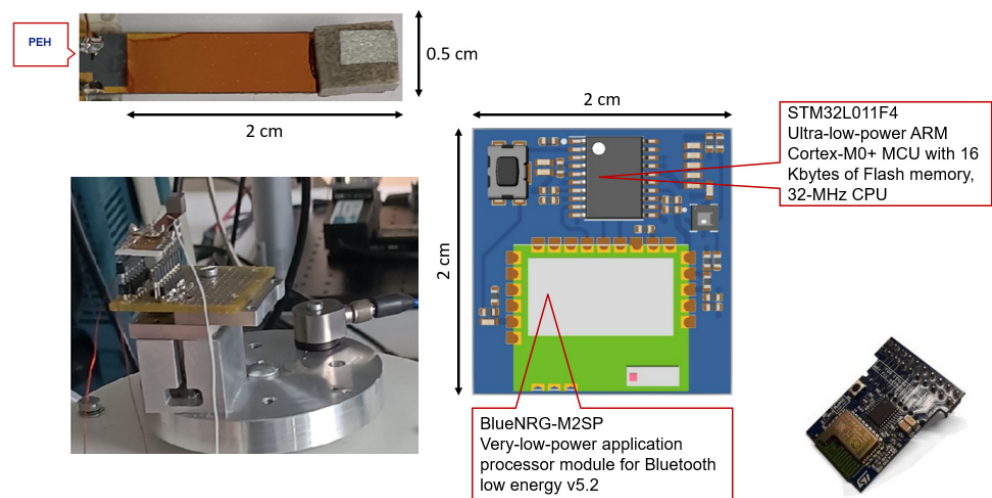 PEH
0.5 cm
2 cm
2 cm
2 cm
STM32L011F4
Ultra-low-power ARM
Cortex-M0+ MCU with 16
Kbytes of Flash memory,
32-MHz CPU
BlueNRG-M2SP
Very-low-power application
processor module for Bluetooth
low energy v5.2
ST